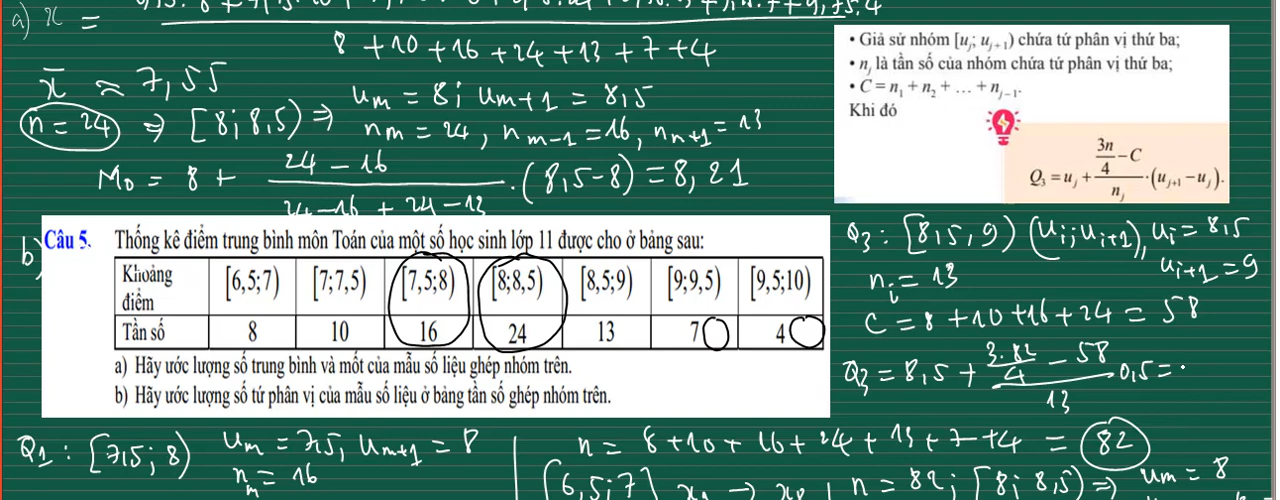 a) x =
8 + 10 + 16 + 24 + 13 + 7 + 4
x̄ ≈ 7,55
um = 8; um+1 = 8,5
n = 24 ⇒ [8; 8,5) ⇒
nm = 24, nm-1 = 16, nm+1 = 13
Mo = 8 + (24 - 16)/(24-16 + 24-13) . (8,5-8) = 8,21
• Giả sử nhóm [uj; uj+1) chứa tứ phân vị thứ ba;
• nj là tần số của nhóm chứa tứ phân vị thứ ba;
• C = n1 + n2 + … + nj–1.
Khi đó
Q3 = uj + (3n/4 – C)/nj · (uj+1 – uj).
b)
Câu 5. Thống kê điểm trung bình môn Toán của một số học sinh lớp 11 được cho ở bảng sau:
Khoảng điểm [6,5;7) [7;7,5) [7,5;8) [8;8,5) [8,5;9) [9;9,5) [9,5;10)
Tần số 8 10 16 24 13 7 4
a) Hãy ước lượng số trung bình và mốt của mẫu số liệu ghép nhóm trên.
b) Hãy ước lượng số tứ phân vị của mẫu số liệu ở bảng tần số ghép nhóm trên.
Q3 : [8,5, 9) (ui; ui+1), ui = 8,5
ui+1 = 9
ni = 13
C = 8 + 10 + 16 + 24 = 58
Q3 = 8,5 + (3.82/4 - 58)/13 . 0,5 =
Q1 : [7,5; 8) um = 7,5, um+1 = 8
nm = 16
n = 8 + 10 + 16 + 24 + 13 + 7 + 4 = 82
[6,5; 7) n = 82; [8; 8,5) ⇒ um = 8